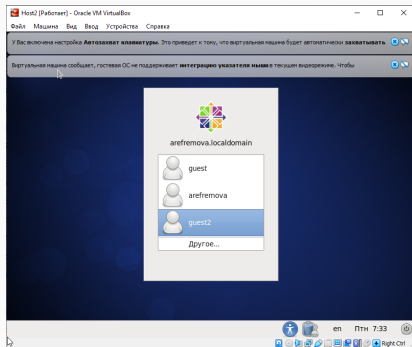 Host2 [Работает] - Oracle VM VirtualBox
Файл Машина Вид Ввод Устройства Справка
У Вас включена настройка Автозахват клавиатуры. Это приведет к тому, что виртуальная машина будет автоматически захватывать
Виртуальная машина сообщает, гостевая ОС не поддерживает интеграцию указателя мыши в текущем видеорежиме. Чтобы
arefremova.localdomain
guest
arefremova
guest2
Другое...
en Птн 7:33
Right Ctrl